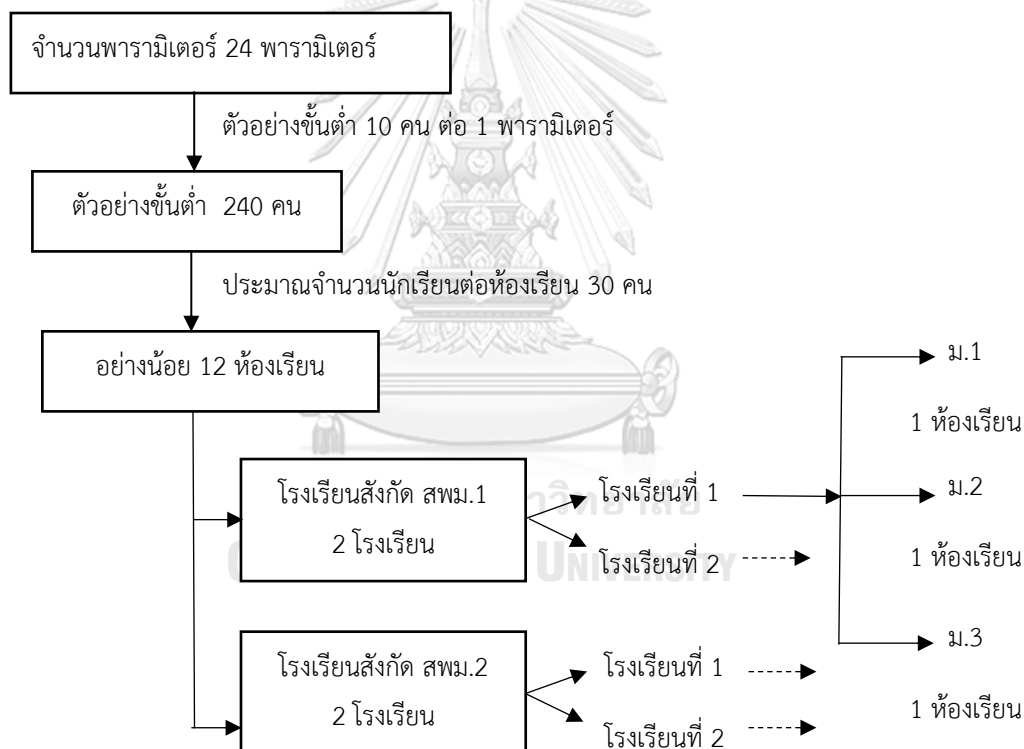 จำนวนพารามิเตอร์ 24 พารามิเตอร์
ตัวอย่างขั้นต่ำ 10 คน ต่อ 1 พารามิเตอร์
ตัวอย่างขั้นต่ำ 240 คน
ประมาณจำนวนนักเรียนต่อห้องเรียน 30 คน
อย่างน้อย 12 ห้องเรียน
ม.1
1 ห้องเรียน
โรงเรียนสังกัด สพม.1
2 โรงเรียน
โรงเรียนที่ 1
โรงเรียนที่ 2
ม.2
1 ห้องเรียน
UNIVERSITY
ม.3
1 ห้องเรียน
โรงเรียนสังกัด สพม.2
2 โรงเรียน
โรงเรียนที่ 1
โรงเรียนที่ 2